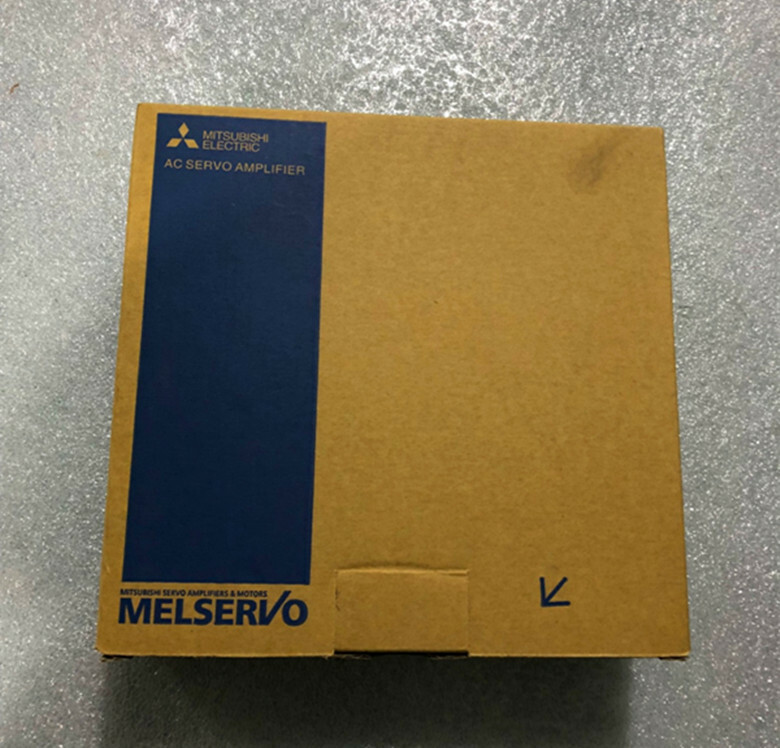 MITSUBISHI
ELECTRIC
AC SERVO AMPLIFIER
MITSUBISHI SERVO AMPLIFIERS & MOTORS
MELSERVO